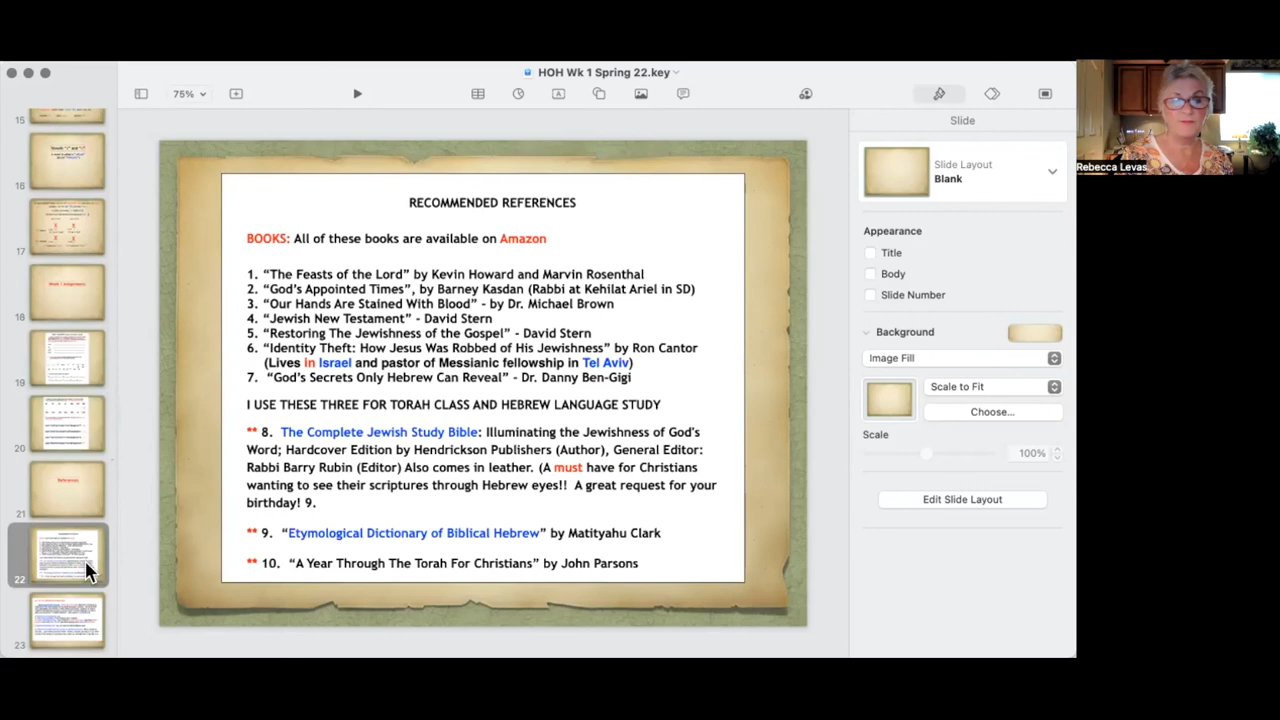 HOH Wk 1 Spring 22.key
75%
Slide
15
16
17
18
Week 1 Assignment
19
20
21
References
22
23
RECOMMENDED REFERENCES
BOOKS: All of these books are available on Amazon
1. “The Feasts of the Lord” by Kevin Howard and Marvin Rosenthal
2. “God's Appointed Times”, by Barney Kasdan (Rabbi at Kehilat Ariel in SD)
3. “Our Hands Are Stained With Blood” - by Dr. Michael Brown
4. “Jewish New Testament” - David Stern
5. “Restoring The Jewishness of the Gospel” - David Stern
6. “Identity Theft: How Jesus Was Robbed of His Jewishness” by Ron Cantor
(Lives in Israel and pastor of Messianic fellowship in Tel Aviv)
7. “God's Secrets Only Hebrew Can Reveal” - Dr. Danny Ben-Gigi
I USE THESE THREE FOR TORAH CLASS AND HEBREW LANGUAGE STUDY
** 8. The Complete Jewish Study Bible: Illuminating the Jewishness of God's
Word; Hardcover Edition by Hendrickson Publishers (Author), General Editor:
Rabbi Barry Rubin (Editor) Also comes in leather. (A must have for Christians
wanting to see their scriptures through Hebrew eyes!! A great request for your
birthday! 9.
** 9. “Etymological Dictionary of Biblical Hebrew” by Matityahu Clark
** 10. “A Year Through The Torah For Christians” by John Parsons
Slide Layout
Blank
Appearance
Title
Body
Slide Number
Background
Image Fill
Scale to Fit
Choose...
Scale
100%
Edit Slide Layout
Rebecca Levas